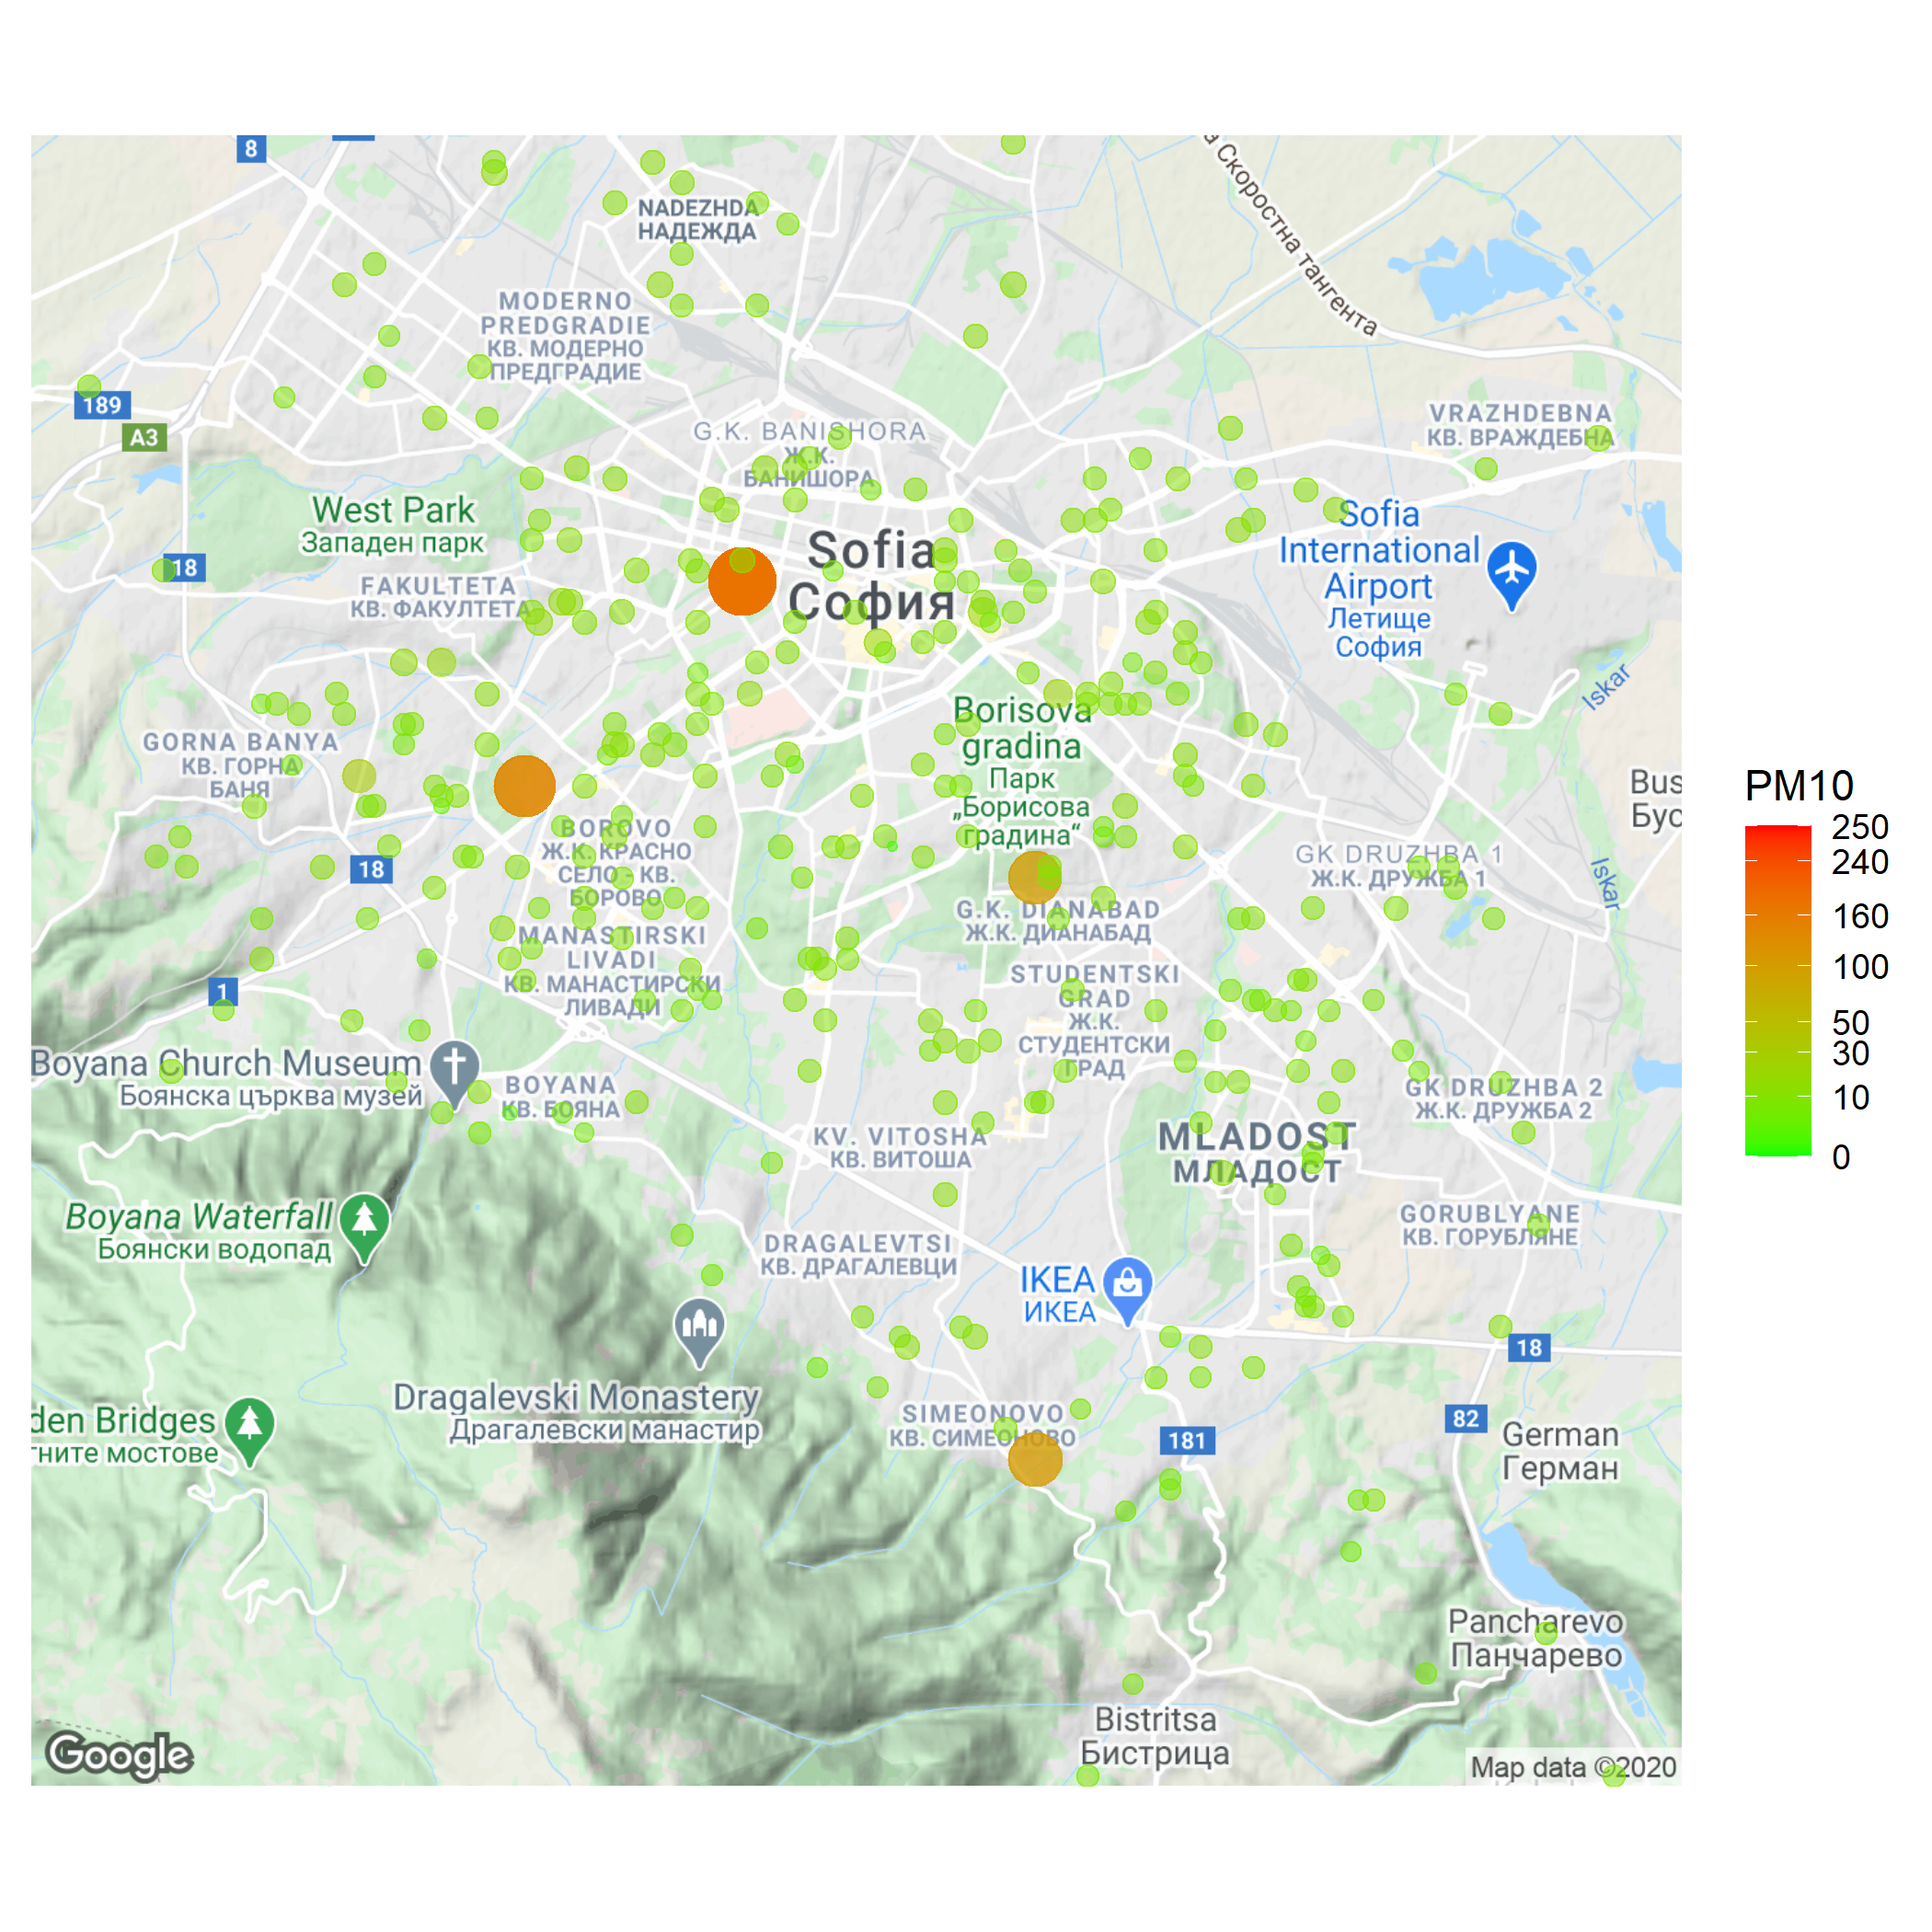 8
а Скоростна тангента
NADEZHDA
НАДЕЖДА
MODERNO
PREDGRADIE
КВ. МОДЕРНО
ПРЕДГРАДИЕ
189
A3
G.K. BANISHORA
Ж.К.
БАНИШОРА
VRAZHDEBNA
КВ. ВРАЖДЕБНА
West Park
Западен парк
18
FAKULTETA
КВ. ФАКУЛТЕТА
Sofia
София
Sofia
International
Airport
Летище
София
Iskar
GORNA BANYA
КВ. ГОРНА
БАНЯ
Borisova
gradina
Парк
„Борисова
градина“
Bus
Бус
PM10
250
240
160
100
50
30
10
0
BOROVO
Ж.К. КРАСНО
СЕЛО - КВ.
БОРОВО
18
GK DRUZHBA 1
Ж.К. ДРУЖБА 1
Iskar
G.K. DIANABAD
Ж.К. ДИАНАБАД
MANASTIRSKI
LIVADI
КВ. МАНАСТИРСКИ
ЛИВАДИ
STUDENTSKI
GRAD
Ж.К.
СТУДЕНТСКИ
ГРАД
1
Boyana Church Museum
Боянска църква музей
BOYANA
КВ. БОЯНА
GK DRUZHBA 2
Ж.К. ДРУЖБА 2
KV. VITOSHA
КВ. ВИТОША
MLADOST
МЛАДОСТ
Boyana Waterfall
Боянски водопад
DRAGALEVTSI
КВ. ДРАГАЛЕВЦИ
GORUBLYANE
КВ. ГОРУБЛЯНЕ
IKEA
ИКЕА
18
Dragalevski Monastery
Драгалевски манастир
den Bridges
тните мостове
SIMEONOVO
КВ. СИМЕОНОВО
181
82
German
Герман
Pancharevo
Панчарево
Bistritsa
Бистрица
Google
Map data ©2020